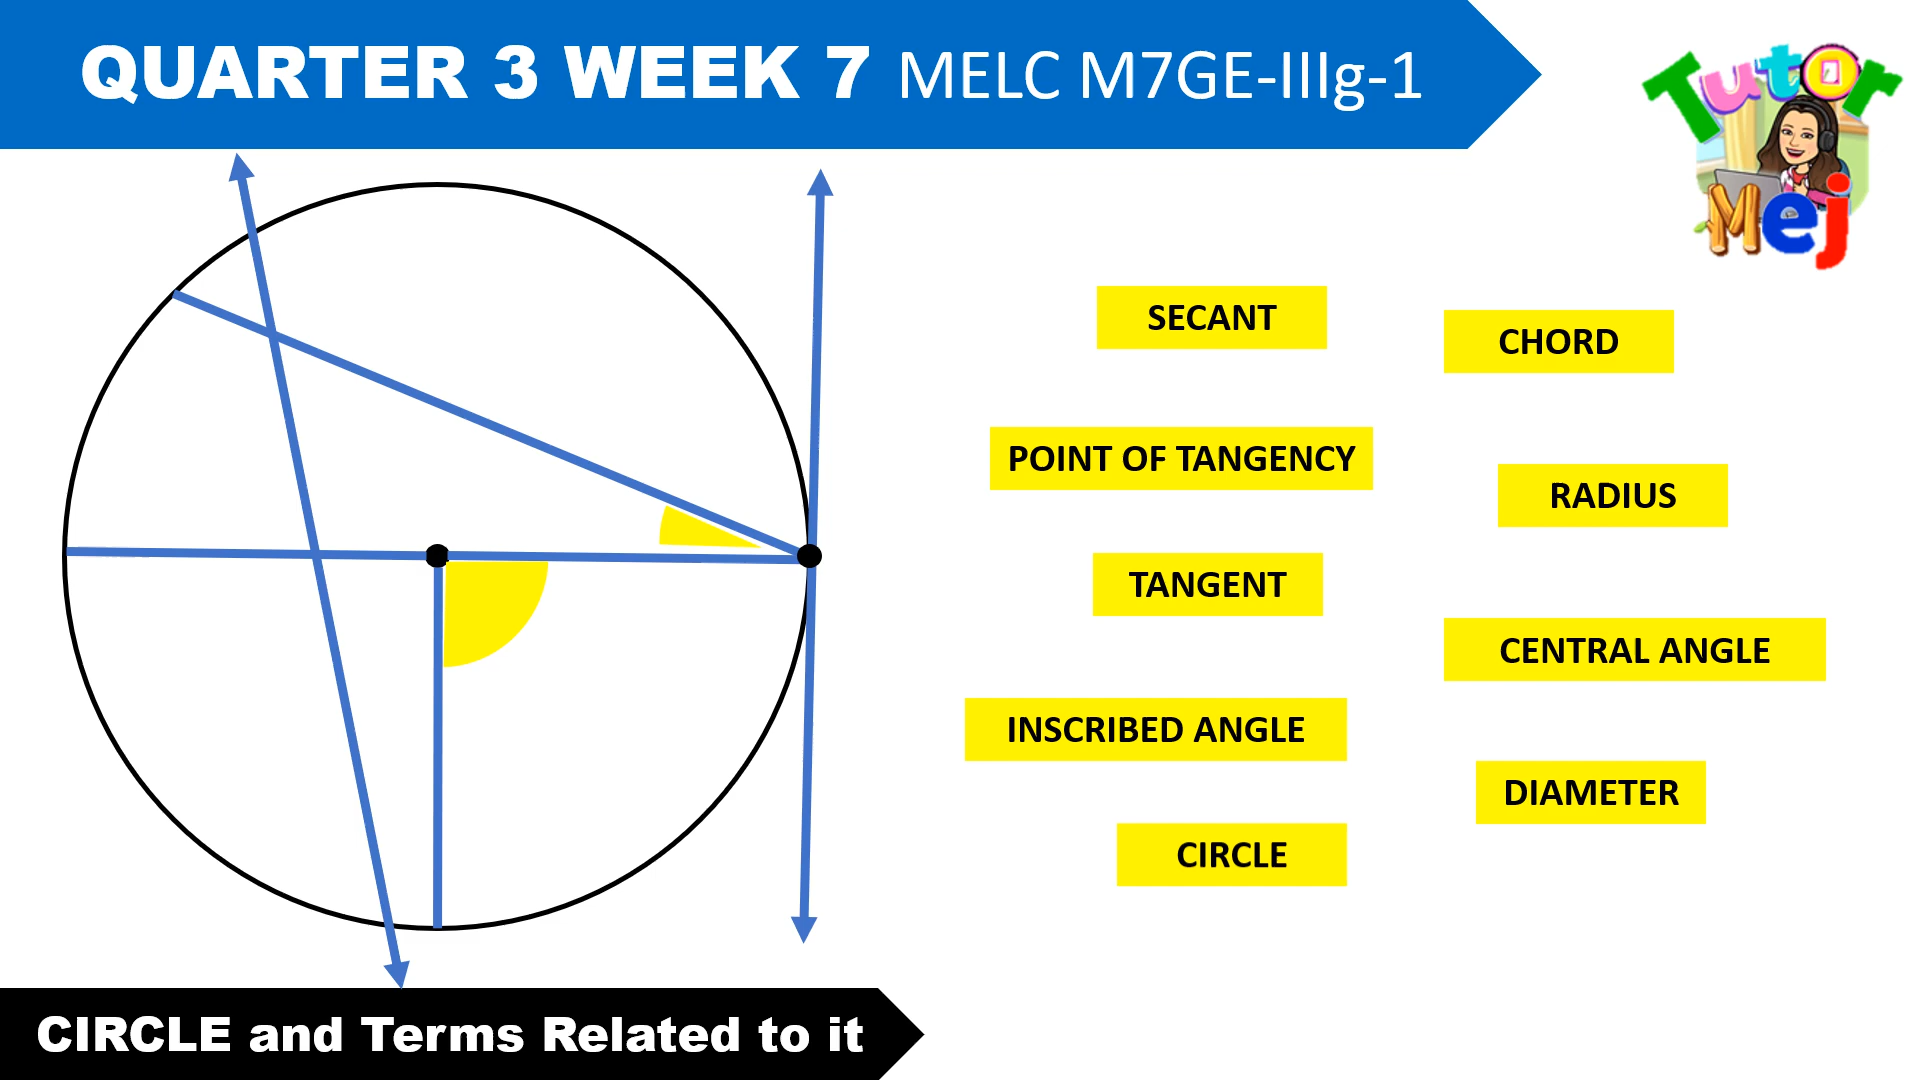 QUARTER 3 WEEK 7 MELC M7GE-IIIg-1
Tutor
Mej
SECANT
CHORD
POINT OF TANGENCY
RADIUS
TANGENT
CENTRAL ANGLE
INSCRIBED ANGLE
DIAMETER
CIRCLE
CIRCLE and Terms Related to it